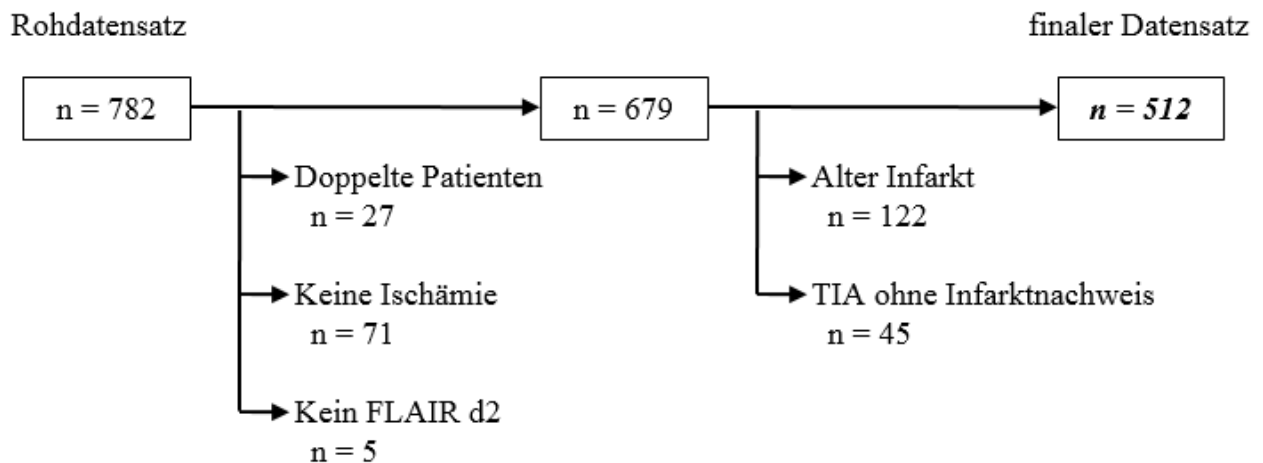 Rohdatensatz
finaler Datensatz
n = 782
n = 679
n = 512
Doppelte Patienten
n = 27
Keine Ischämie
n = 71
Kein FLAIR d2
n = 5
Alter Infarkt
n = 122
TIA ohne Infarktnachweis
n = 45